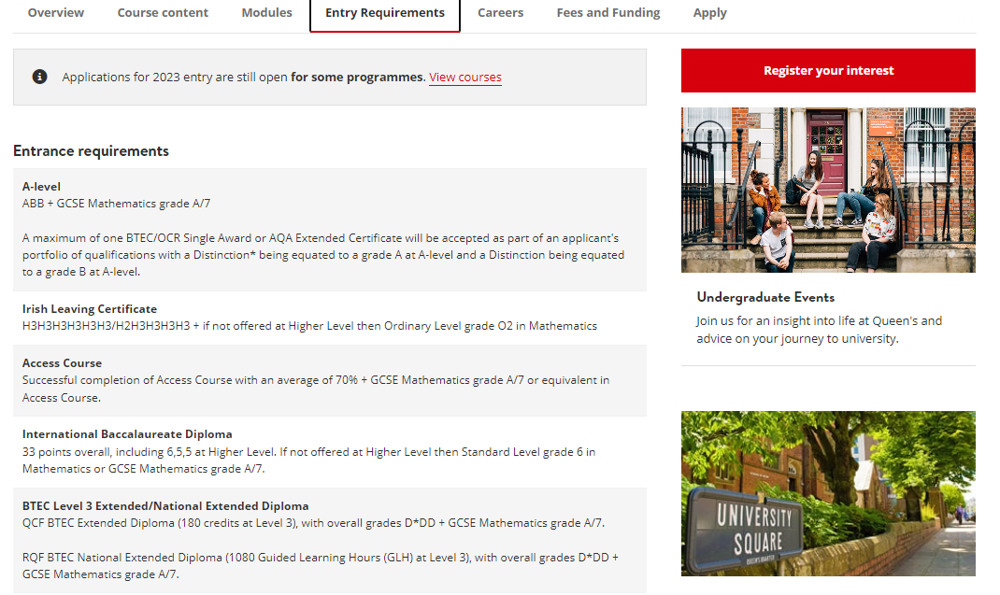 Overview Course content Modules Entry Requirements Careers Fees and Funding Apply
Applications for 2023 entry are still open for some programmes. View courses
Register your interest
Entrance requirements
A-level
ABB + GCSE Mathematics grade A/7
A maximum of one BTEC/OCR Single Award or AQA Extended Certificate will be accepted as part of an applicant's
portfolio of qualifications with a Distinction* being equated to a grade A at A-level and a Distinction being equated
to a grade B at A-level.
Irish Leaving Certificate
H3H3H3H3H3H3/H2H3H3H3H3 + if not offered at Higher Level then Ordinary Level grade O2 in Mathematics
Access Course
Successful completion of Access Course with an average of 70% + GCSE Mathematics grade A/7 or equivalent in
Access Course.
International Baccalaureate Diploma
33 points overall, including 6,5,5 at Higher Level. If not offered at Higher Level then Standard Level grade 6 in
Mathematics or GCSE Mathematics grade A/7.
BTEC Level 3 Extended/National Extended Diploma
QCF BTEC Extended Diploma (180 credits at Level 3), with overall grades D*DD + GCSE Mathematics grade A/7.
RQF BTEC National Extended Diploma (1080 Guided Learning Hours (GLH) at Level 3), with overall grades D*DD +
GCSE Mathematics grade A/7.
Undergraduate Events
Join us for an insight into life at Queen's and
advice on your journey to university.
UNIVERSITY
SQUARE
QUEEN'S QUARTER